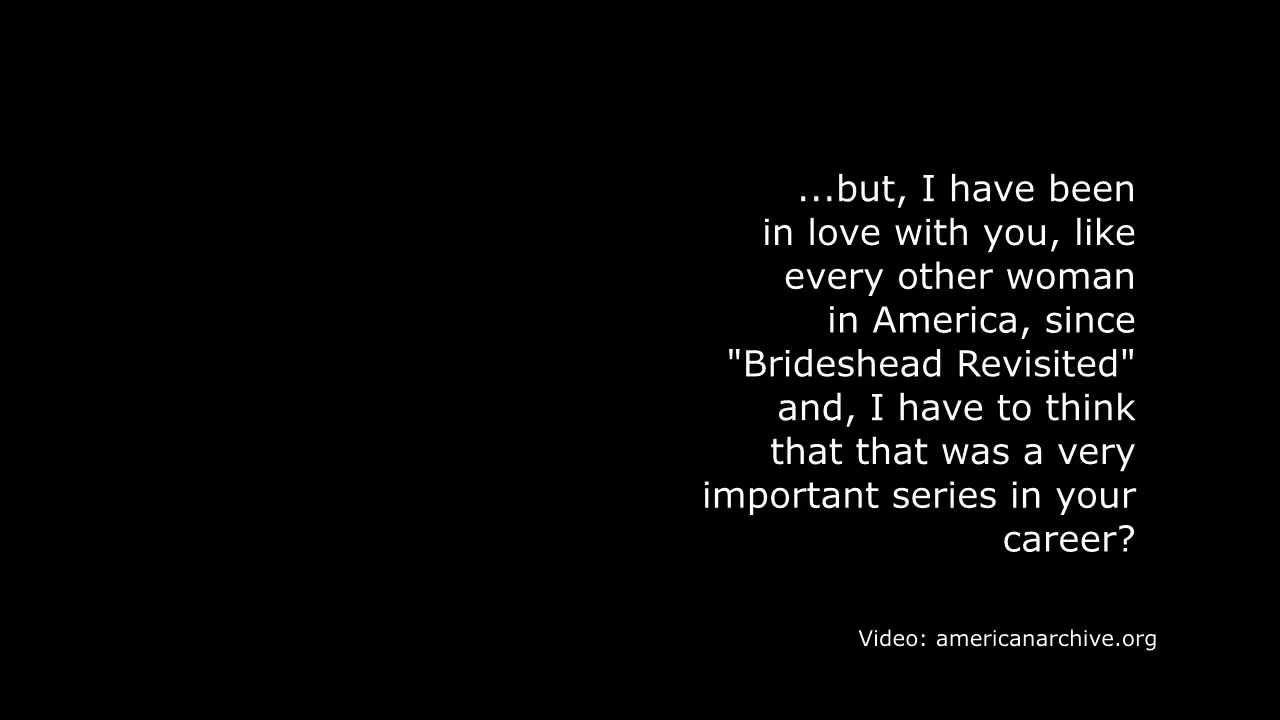 ...but, I have been
in love with you, like
every other woman
in America, since
"Brideshead Revisited"
and, I have to think
that that was a very
important series in your
career?
Video: americanarchive.org